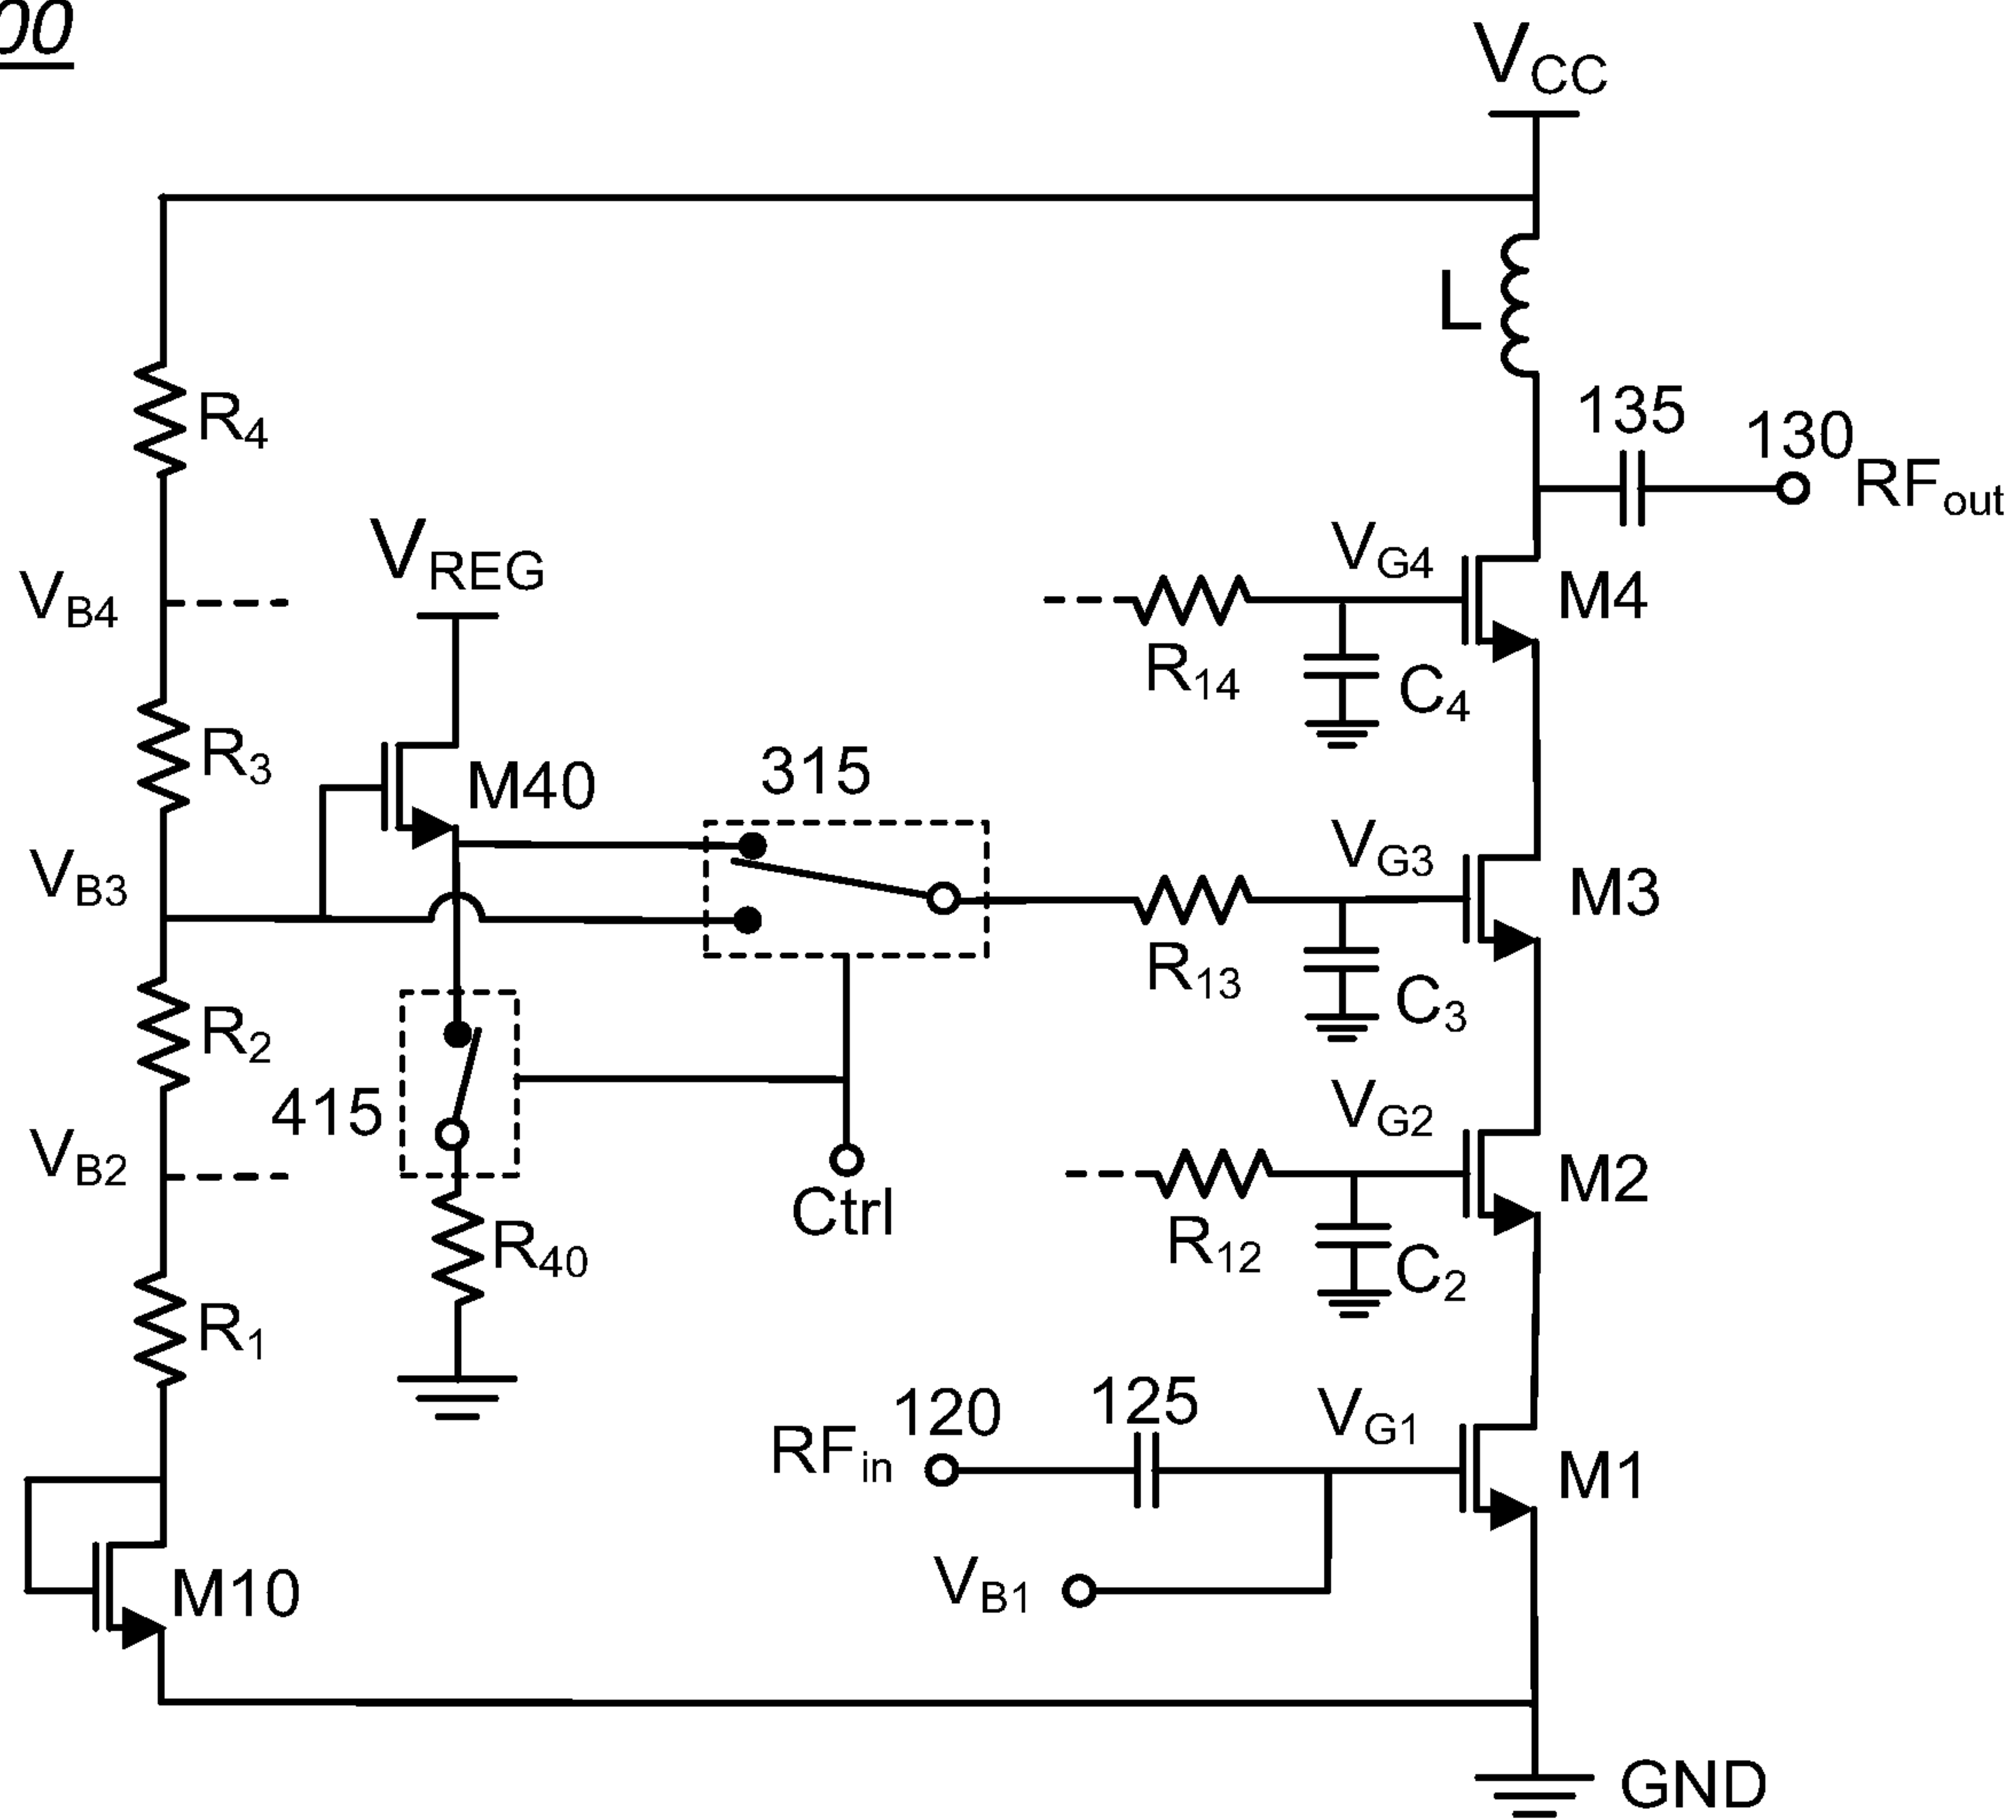 00
VCC
L
135
130
RFout
R4
VREG
VG4
M4
VB4
R14
C4
R3
M40
315
VG3
M3
VB3
R13
C3
R2
415
VG2
M2
VB2
Ctrl
R12
C2
R40
R1
120
125
VG1
RFin
M1
VB1
M10
GND